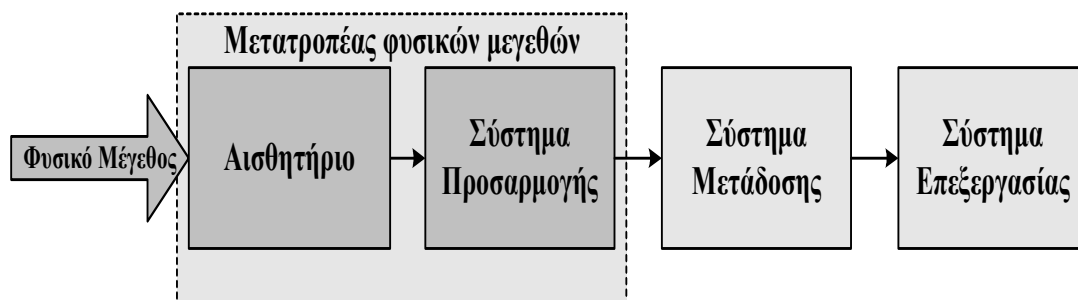 Μετατροπέας φυσικών μεγεθών
Φυσικό Μέγεθος
Αισθητήριο
Σύστημα
Προσαρμογής
Σύστημα
Μετάδοσης
Σύστημα
Επεξεργασίας